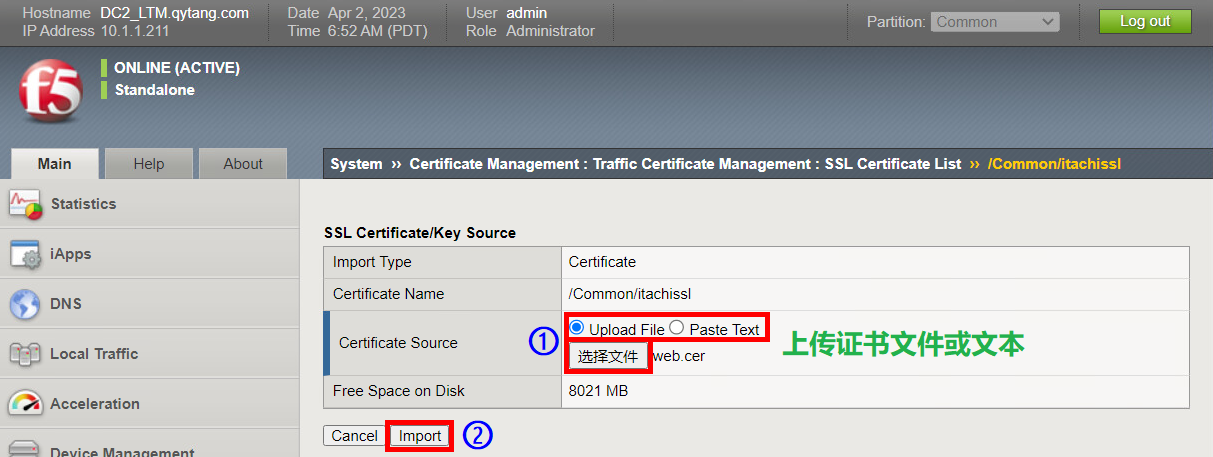 Hostname DC2_LTM.qytang.com Date Apr 2, 2023 User admin Partition: Common Log out
IP Address 10.1.1.211 Time 6:52 AM (PDT) Role Administrator
f5
ONLINE (ACTIVE)
Standalone
Main Help About
System ›› Certificate Management : Traffic Certificate Management : SSL Certificate List ›› /Common/itachissl
Statistics
iApps
DNS
Local Traffic
Acceleration
Device Management
SSL Certificate/Key Source
Import Type Certificate
Certificate Name /Common/itachissl
Certificate Source ① Upload File Paste Text
选择文件 web.cer
上传证书文件或文本
Free Space on Disk 8021 MB
Cancel Import ②